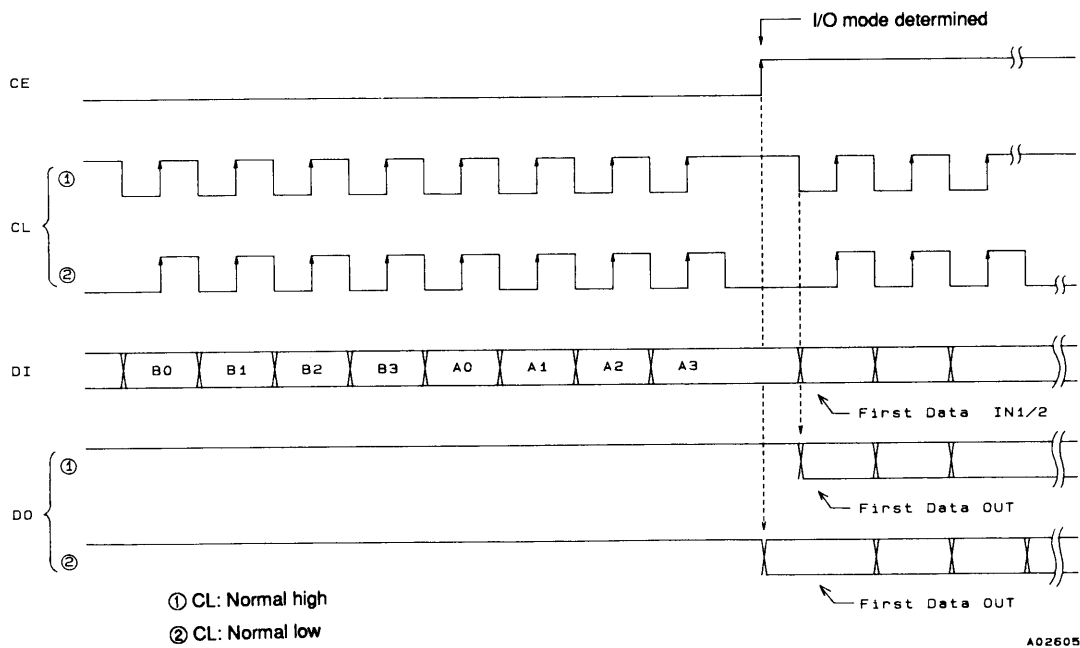 I/O mode determined
CE
CL
①
②
DI
B0 B1 B2 B3 A0 A1 A2 A3
First Data IN1/2
DO
①
First Data OUT
②
First Data OUT
① CL: Normal high
② CL: Normal low
A02605